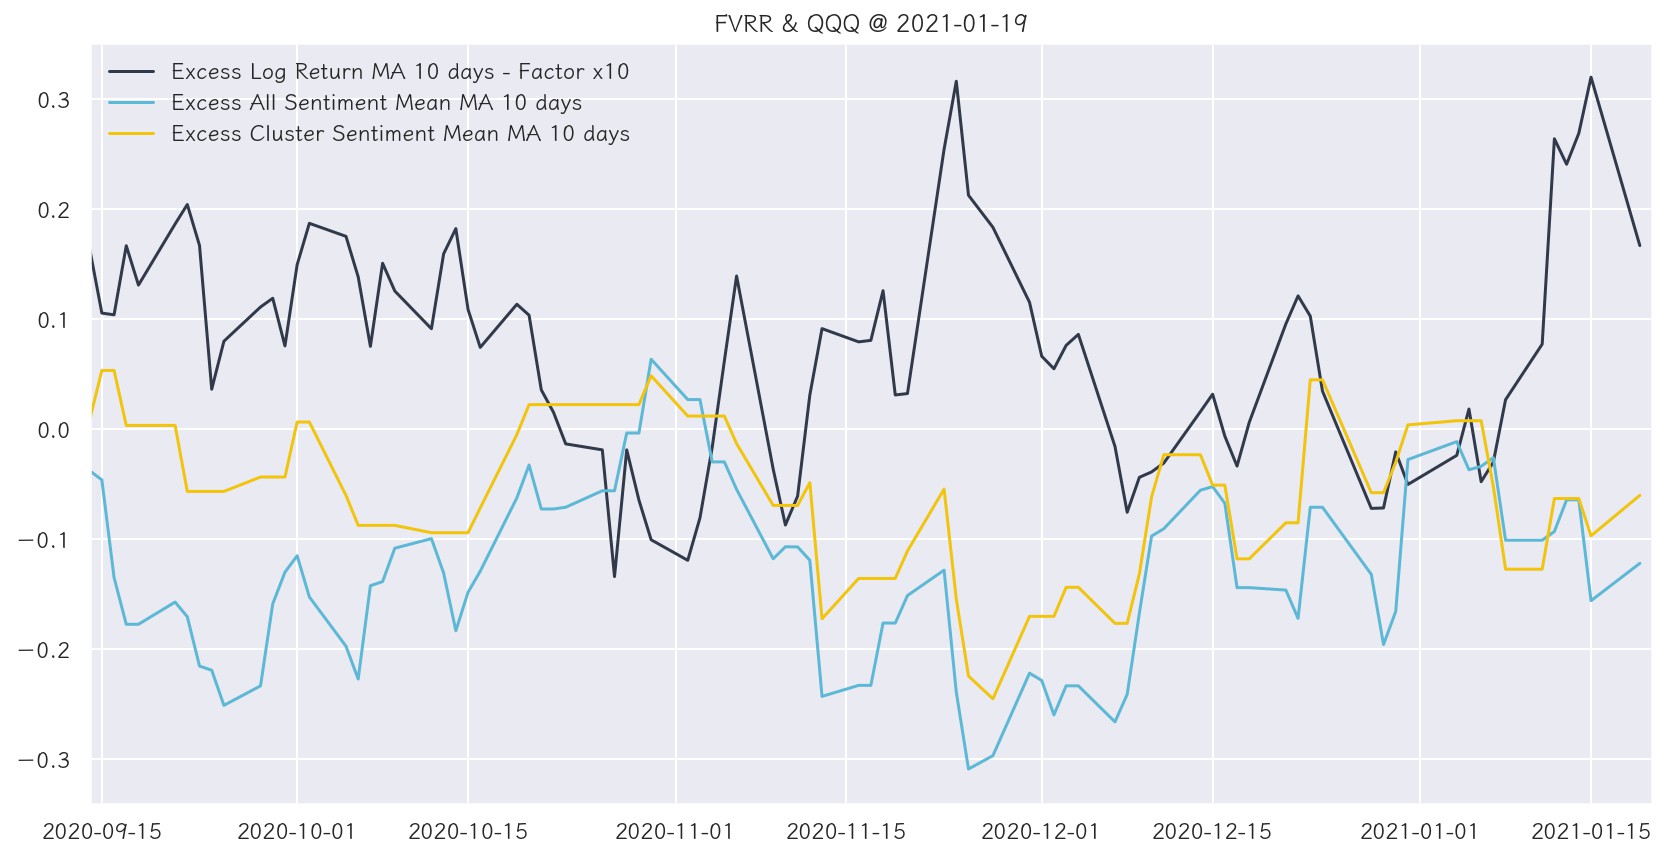 FVRR & QQQ @ 2021-01-19
Excess Log Return MA 10 days - Factor x10
Excess All Sentiment Mean MA 10 days
Excess Cluster Sentiment Mean MA 10 days
0.3
0.2
0.1
0.0
−0.1
−0.2
−0.3
2020-09-15 2020-10-01 2020-10-15 2020-11-01 2020-11-15 2020-12-01 2020-12-15 2021-01-01 2021-01-15